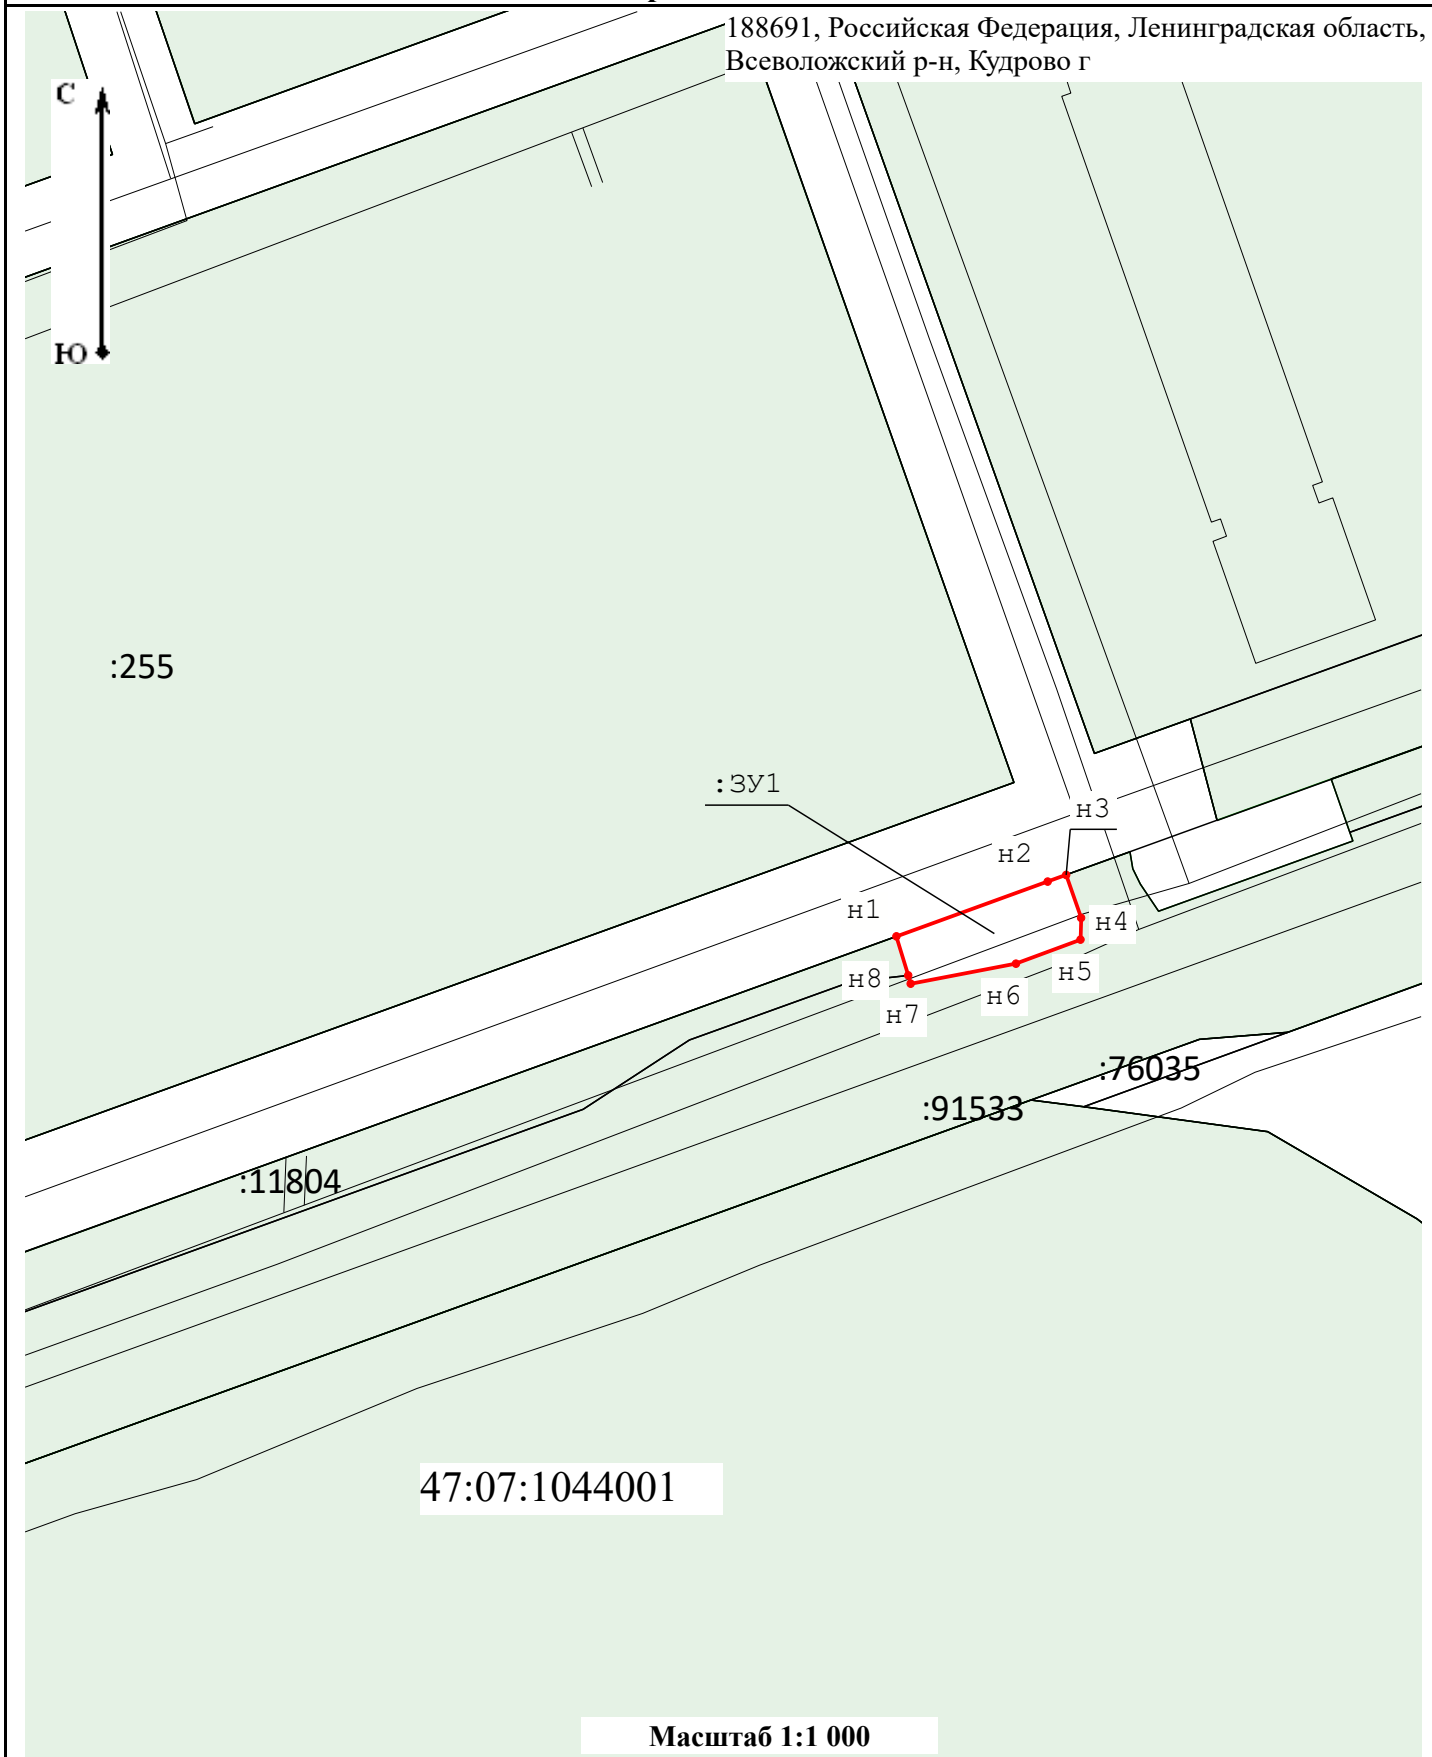 188691, Российская Федерация, Ленинградская область,
Всеволожский р-н, Кудрово г
С
Ю
:255
:ЗУ1
н3
н2
н1
н4
н5
н8
н6
н7
:76035
:91533
:11804
47:07:1044001
Масштаб 1:1 000